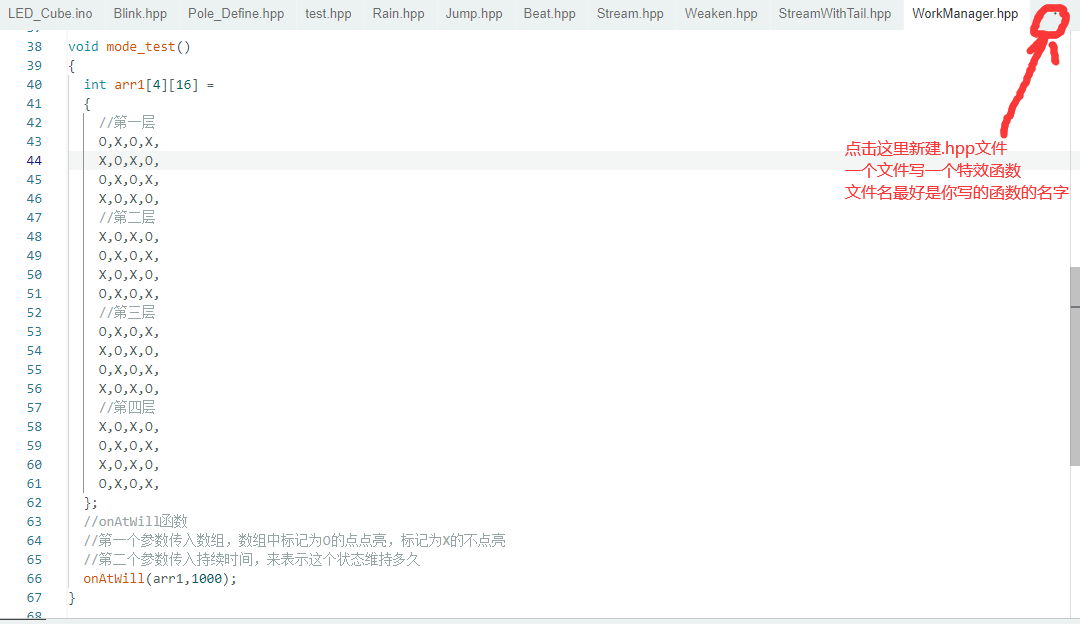 LED_Cube.ino Blink.hpp Pole_Define.hpp test.hpp Rain.hpp Jump.hpp Beat.hpp Stream.hpp Weaken.hpp StreamWithTail.hpp WorkManager.hpp
37
38 void mode_test()
39 {
40 int arr1[4][16] =
41 {
42 //第一层
43 O,X,O,X,
44 X,O,X,O,
45 O,X,O,X,
46 X,O,X,O,
47 //第二层
48 X,O,X,O,
49 O,X,O,X,
50 X,O,X,O,
51 O,X,O,X,
52 //第三层
53 O,X,O,X,
54 X,O,X,O,
55 O,X,O,X,
56 X,O,X,O,
57 //第四层
58 X,O,X,O,
59 O,X,O,X,
60 X,O,X,O,
61 O,X,O,X,
62 };
63 //onAtWill函数
64 //第一个参数传入数组，数组中标记为O的点点亮，标记为X的不点亮
65 //第二个参数传入持续时间，来表示这个状态维持多久
66 onAtWill(arr1,1000);
67 }
68
点击这里新建.hpp文件
一个文件写一个特效函数
文件名最好是你写的函数的名字